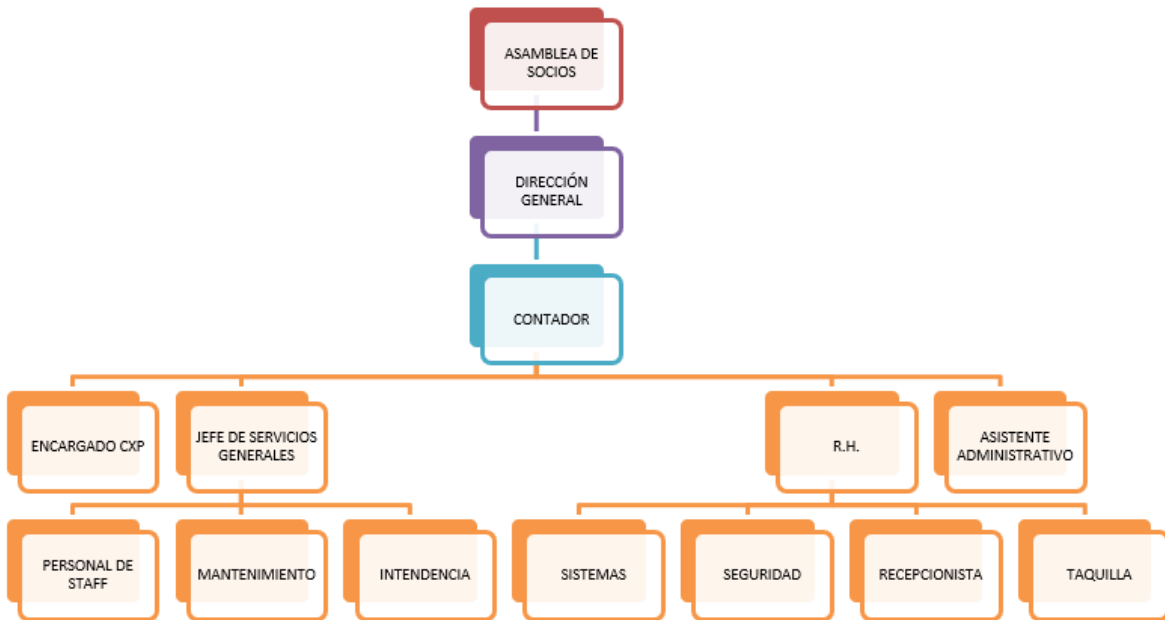 ASAMBLEA DE
SOCIOS
DIRECCIÓN
GENERAL
CONTADOR
ENCARGADO CXP
JEFE DE SERVICIOS
GENERALES
R.H.
ASISTENTE
ADMINISTRATIVO
PERSONAL DE
STAFF
MANTENIMIENTO
INTENDENCIA
SISTEMAS
SEGURIDAD
RECEPCIONISTA
TAQUILLA